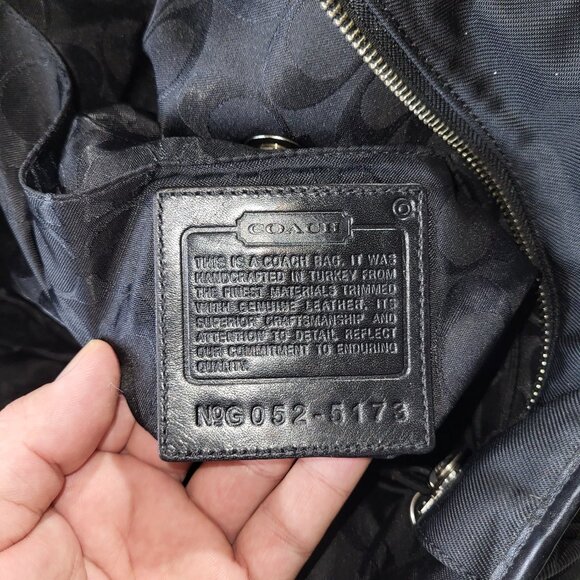 COACH
THIS IS A COACH BAG. IT WAS
HANDCRAFTED IN TURKEY FROM
THE FINEST MATERIALS TRIMMED
WITH GENUINE LEATHER. ITS
SUPERIOR CRAFTSMANSHIP AND
ATTENTION TO DETAIL REFLECT
OUR COMMITMENT TO ENDURING
QUALITY.
NºG052-5173